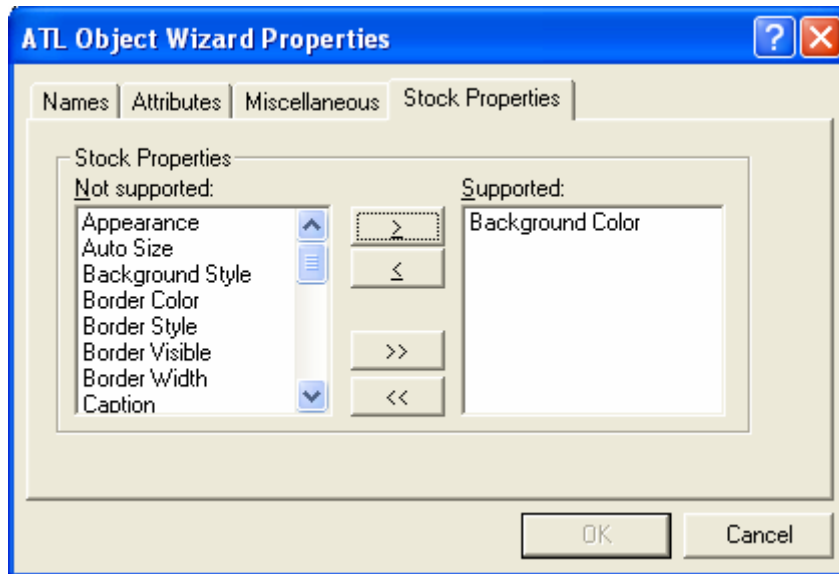 ATL Object Wizard Properties
Names Attributes Miscellaneous Stock Properties
Stock Properties
Not supported:
Appearance
Auto Size
Background Style
Border Color
Border Style
Border Visible
Border Width
Caption
>
<
>>
<<
Supported:
Background Color
OK Cancel